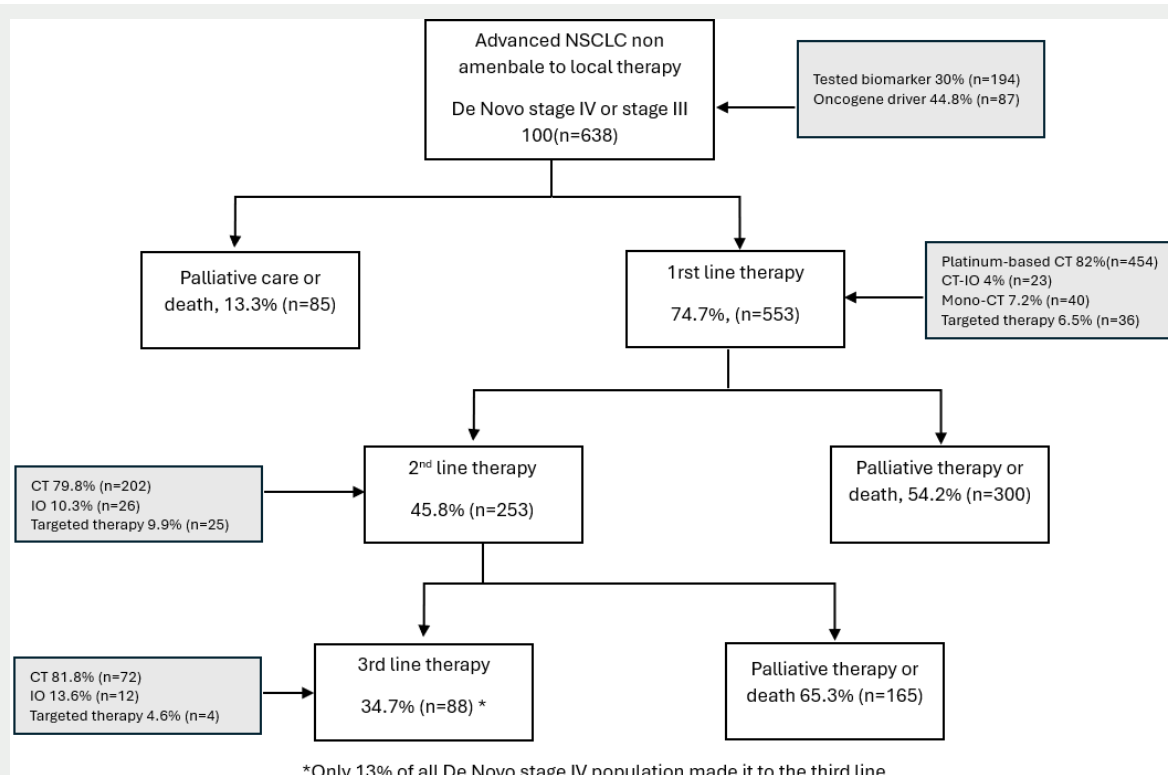 Advanced NSCLC non
amenbale to local therapy
De Novo stage IV or stage III
100(n=638)
Tested biomarker 30% (n=194)
Oncogene driver 44.8% (n=87)
Palliative care or
death, 13.3% (n=85)
1rst line therapy
74.7%, (n=553)
Platinum-based CT 82%(n=454)
CT-IO 4% (n=23)
Mono-CT 7.2% (n=40)
Targeted therapy 6.5% (n=36)
CT 79.8% (n=202)
IO 10.3% (n=26)
Targeted therapy 9.9% (n=25)
2nd line therapy
45.8% (n=253)
Palliative therapy or
death, 54.2% (n=300)
CT 81.8% (n=72)
IO 13.6% (n=12)
Targeted therapy 4.6% (n=4)
3rd line therapy
34.7% (n=88) *
Palliative therapy or
death 65.3% (n=165)
*Only 13% of all De Novo stage IV population made it to the third line